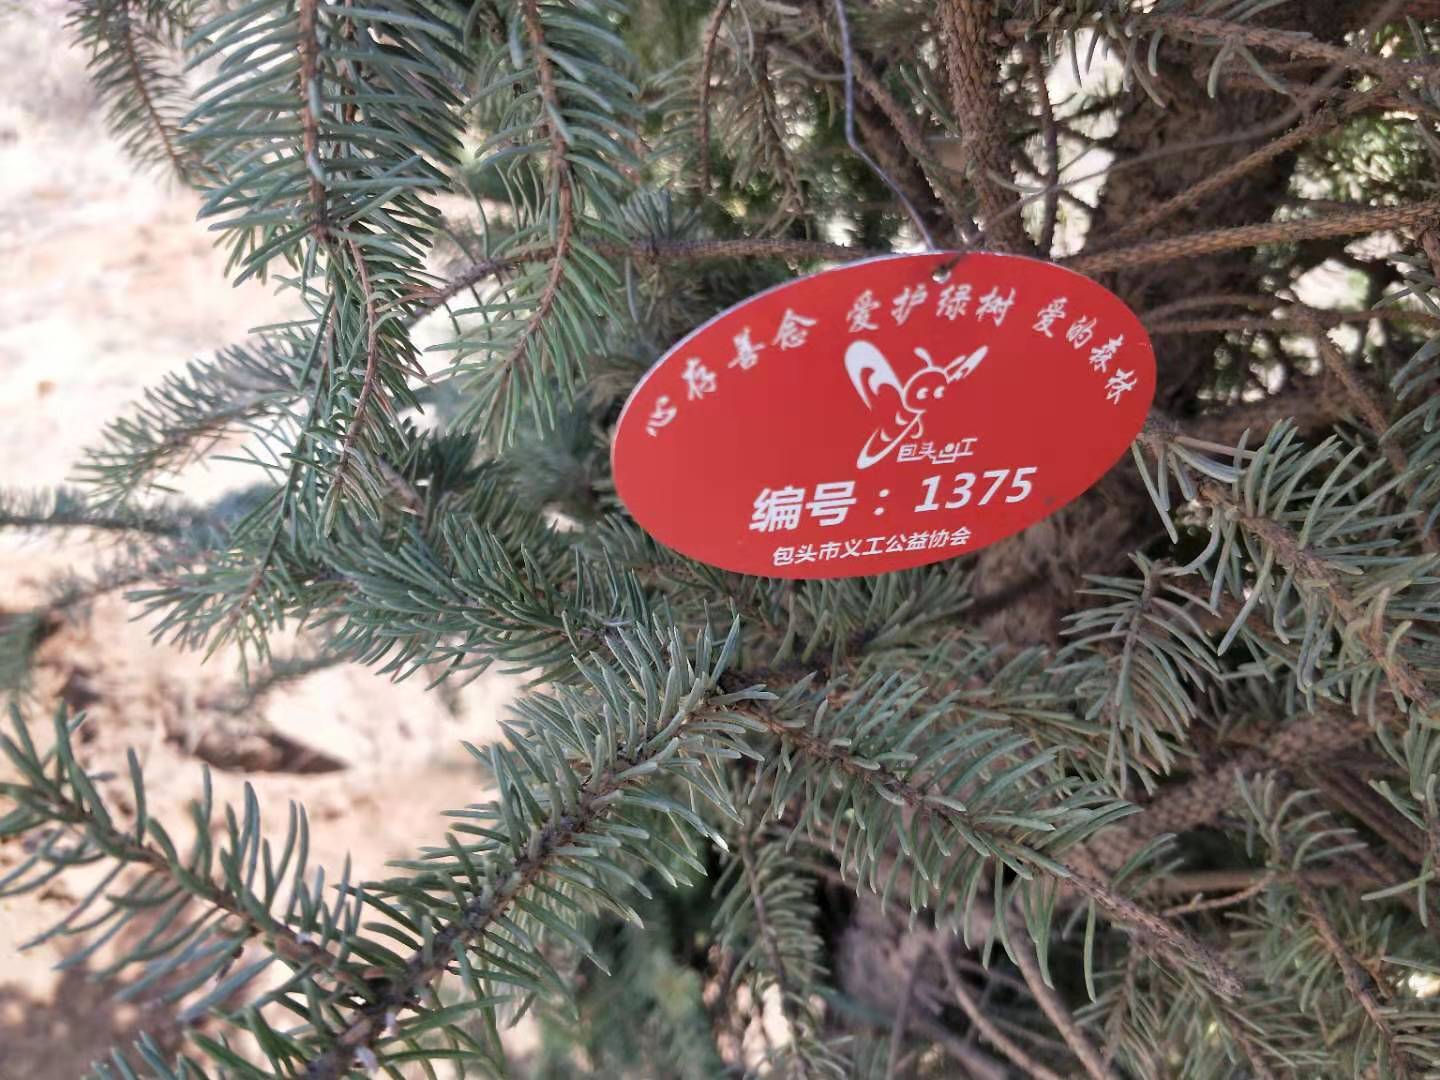 心存善念 爱护绿树 爱的森林
包头义工
编号：1375
包头市义工公益协会